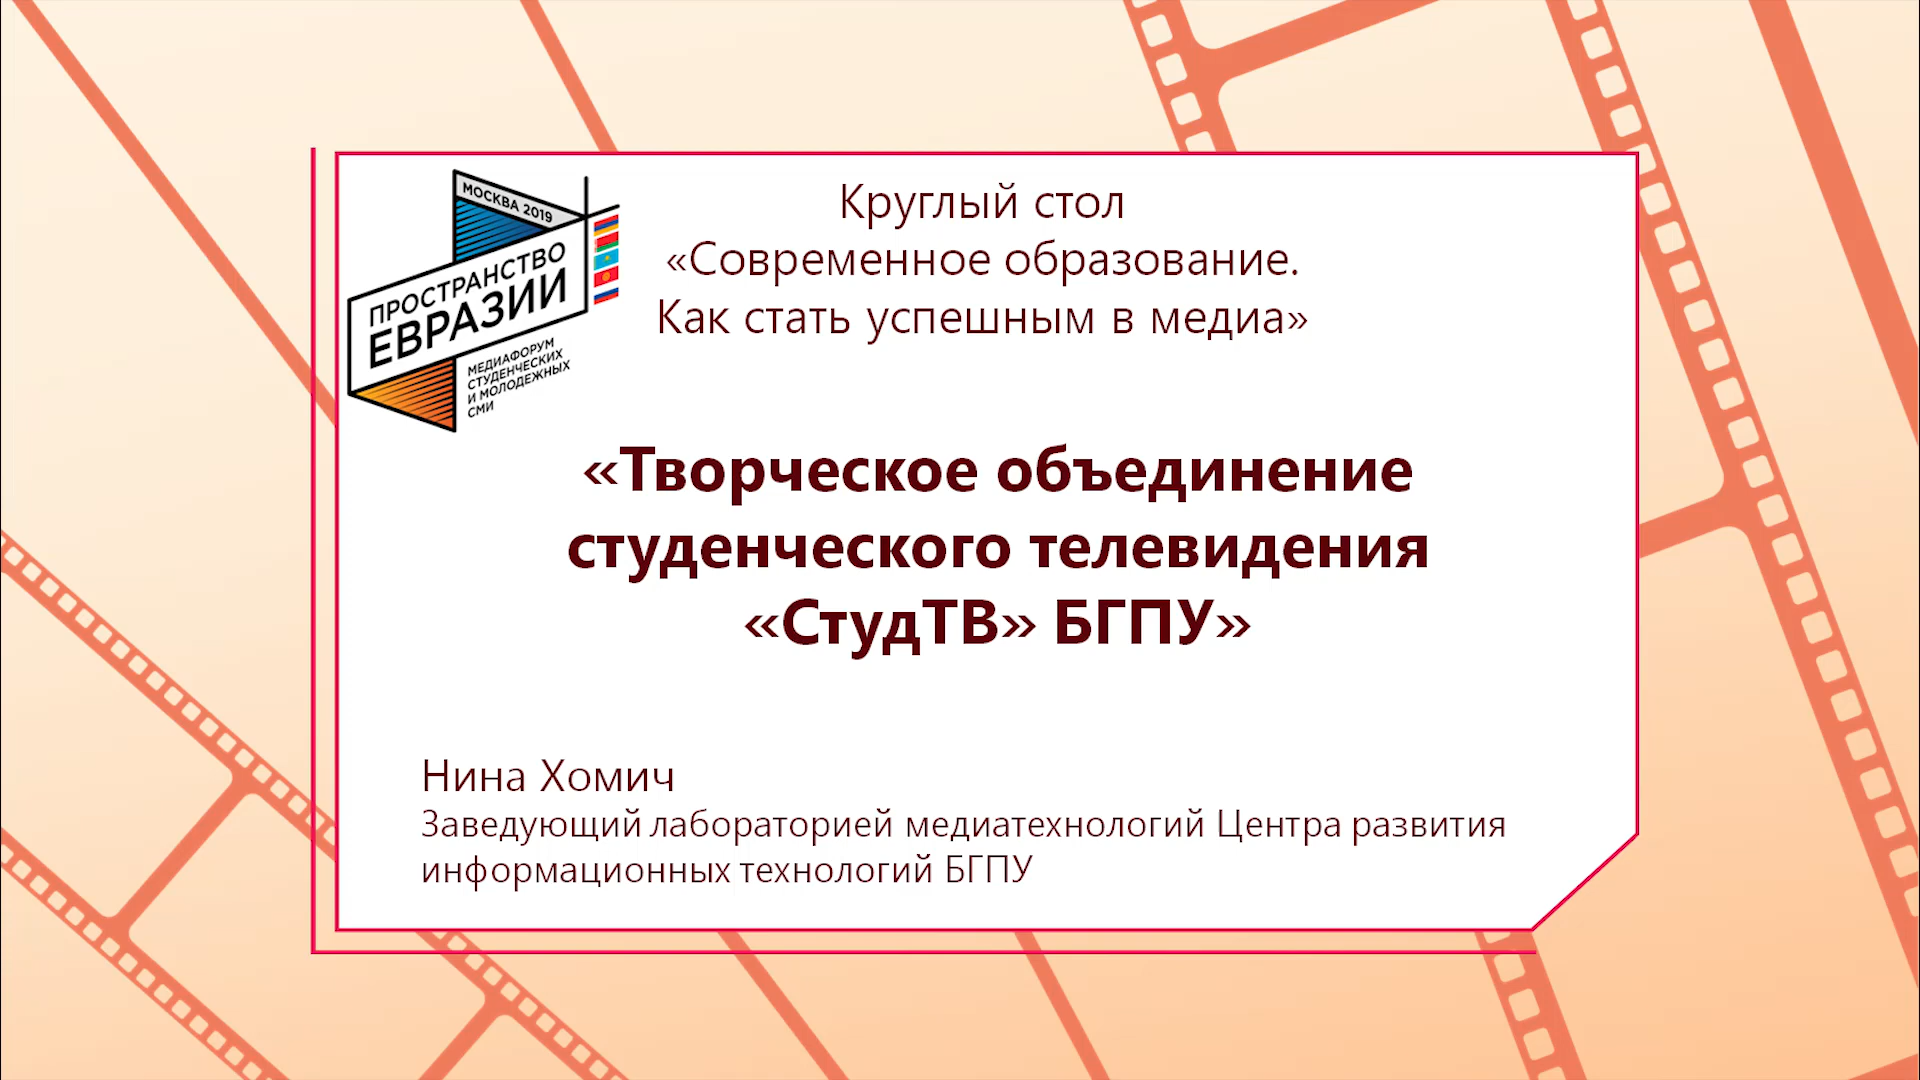 МОСКВА 2019
ПРОСТРАНСТВО
ЕВРАЗИИ
МЕДИАФОРУМ
СТУДЕНЧЕСКИХ
И МОЛОДЕЖНЫХ
СМИ
Круглый стол
«Современное образование.
Как стать успешным в медиа»
«Творческое объединение
студенческого телевидения
«СтудТВ» БГПУ»
Нина Хомич
Заведующий лабораторией медиатехнологий Центра развития
информационных технологий БГПУ